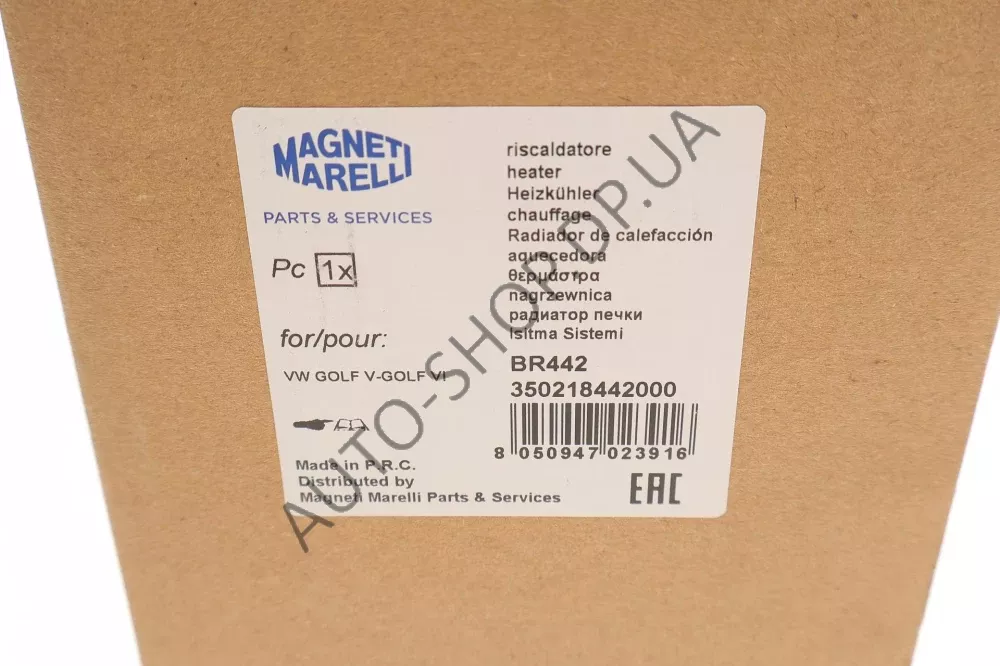 MAGNETI
MARELLI
PARTS & SERVICES
Pc 1x
for/pour:
VW GOLF V-GOLF VI
Made in P.R.C.
Distributed by
Magneti Marelli Parts & Services
riscaldatore
heater
Heizkühler
chauffage
Radiador de calefacción
aquecedora
θερμάστρα
nagrzewnica
радиатор печки
Isitma Sistemi
BR442
350218442000
8 050947 023916
EAC
AUTO-SHOP.DP.UA